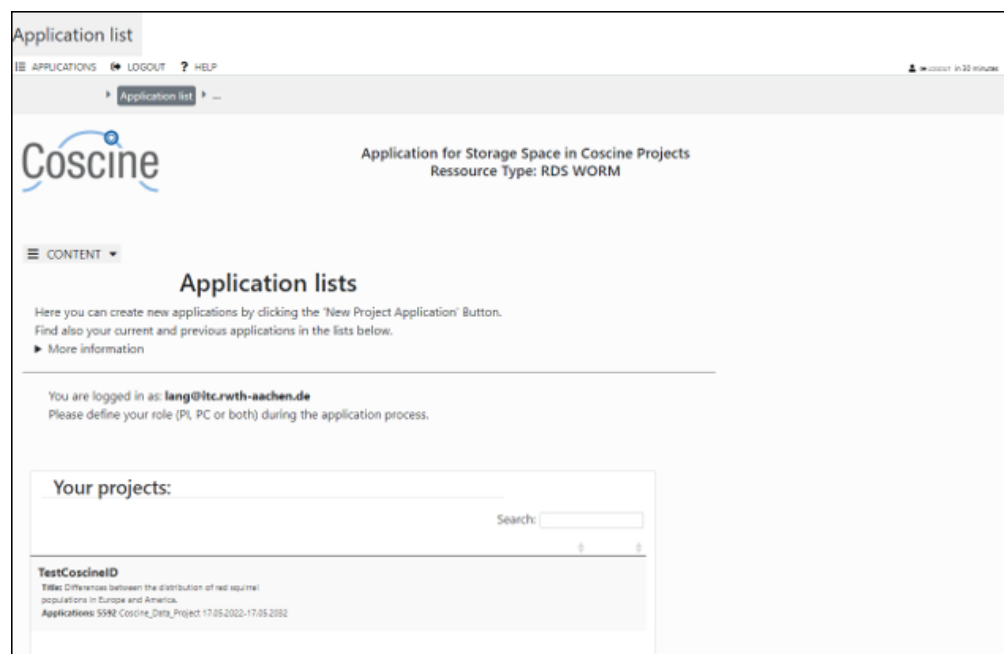 Application list
APPLICATIONS LOGOUT ? HELP
LOGOUT in 30 minutes
Application list ...
Coscine
Application for Storage Space in Coscine Projects
Ressource Type: RDS WORM
CONTENT
Application lists
Here you can create new applications by clicking the 'New Project Application' Button.
Find also your current and previous applications in the lists below.
More information
You are logged in as: lang@itc.rwth-aachen.de
Please define your role (PI, PC or both) during the application process.
Your projects:
Search:
TestCoscineID
Title: Differences between the distribution of red squirrel
populations in Europe and America.
Applications: 5592 Coscine_Data_Project 17.05.2022-17.05.2032